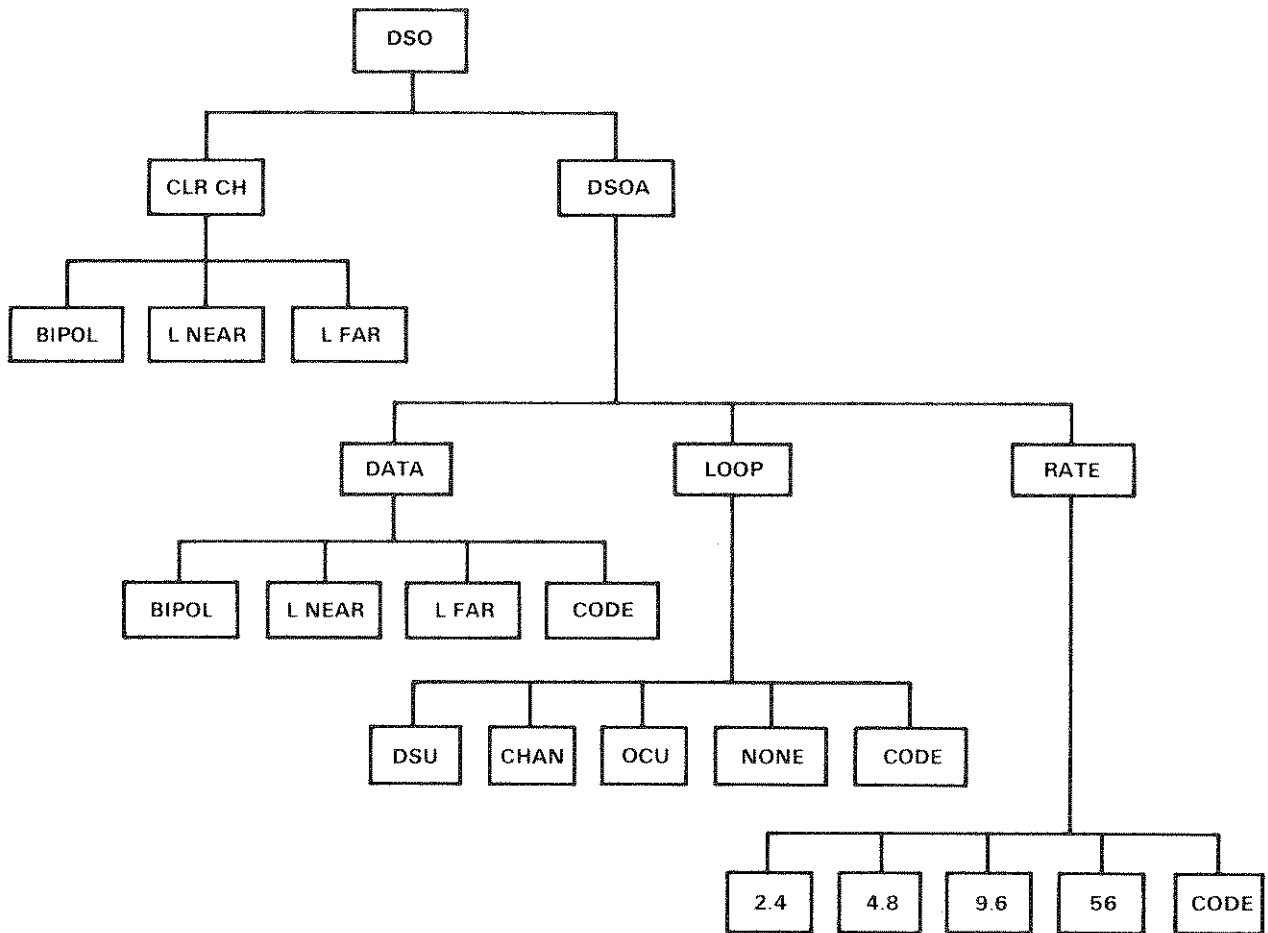 DSO
CLR CH
DSOA
BIPOL
L NEAR
L FAR
DATA
LOOP
RATE
BIPOL
L NEAR
L FAR
CODE
DSU
CHAN
OCU
NONE
CODE
2.4
4.8
9.6
56
CODE